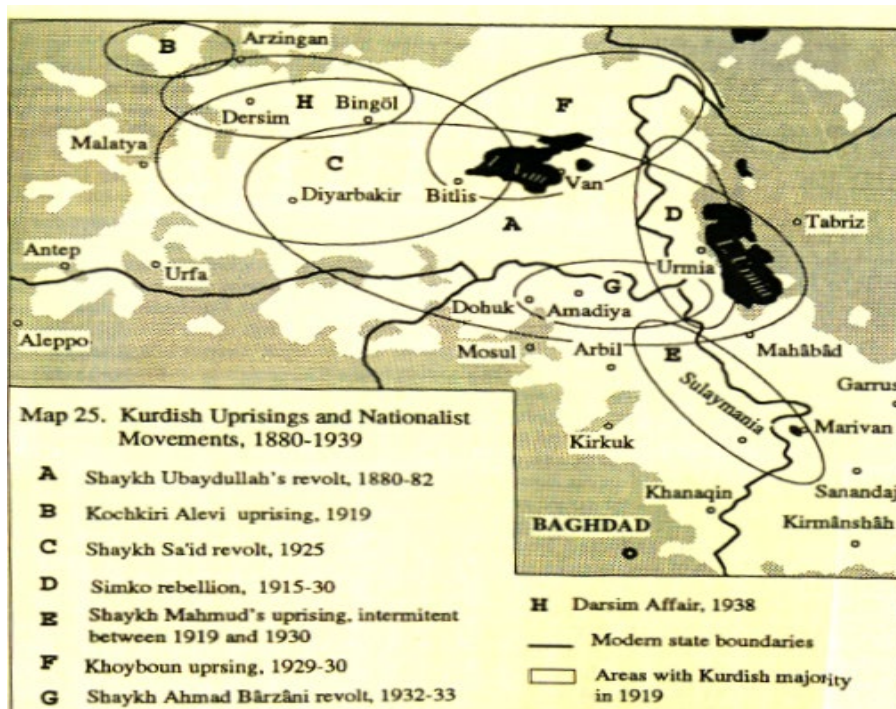 B
Arzingan
H
Dersim
Bingöl
F
Malatya
C
Diyarbakir
Bitlis
Van
A
D
Tabriz
Antep
Urfa
Urmia
G
Dohuk
Amadiya
Aleppo
Mosul
Arbil
E
Mahâbâd
Sulaymania
Garrus
Kirkuk
Marivan
Khanaqin
Sanandaj
BAGHDAD
Kirmânshâh
Map 25. Kurdish Uprisings and Nationalist
Movements, 1880-1939
A Shaykh Ubaydullah's revolt, 1880-82
B Kochkiri Alevi uprising, 1919
C Shaykh Sa'id revolt, 1925
D Simko rebellion, 1915-30
E Shaykh Mahmud's uprising, intermitent
between 1919 and 1930
F Khoyboun uprsing, 1929-30
G Shaykh Ahmad Bârzâni revolt, 1932-33
H Darsim Affair, 1938
Modern state boundaries
Areas with Kurdish majority
in 1919